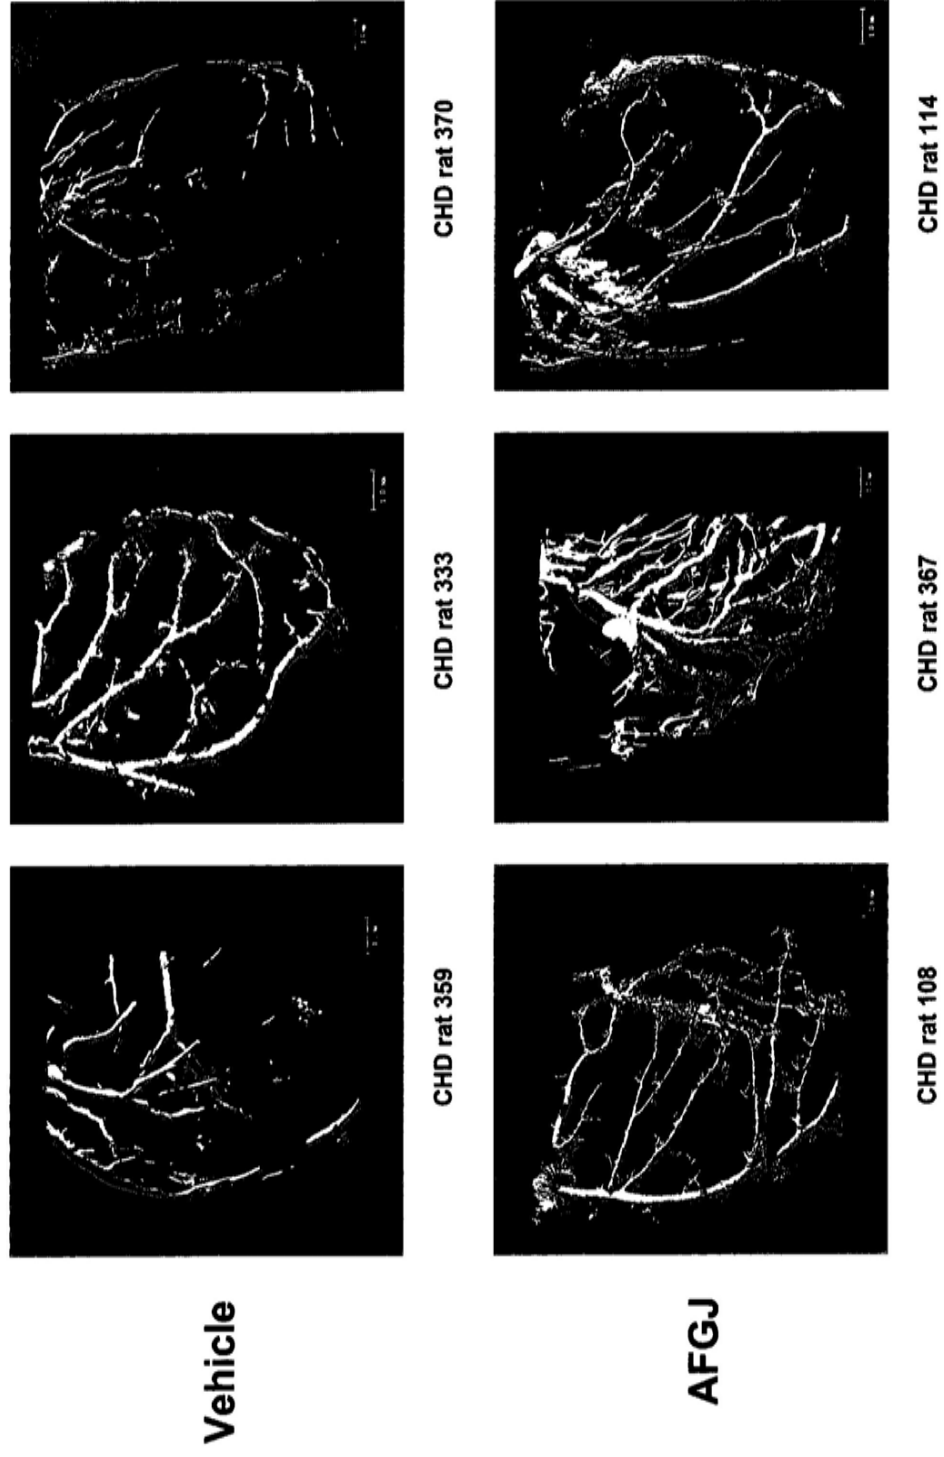 Vehicle
CHD rat 359
CHD rat 333
CHD rat 370
AFGJ
CHD rat 108
CHD rat 367
CHD rat 114